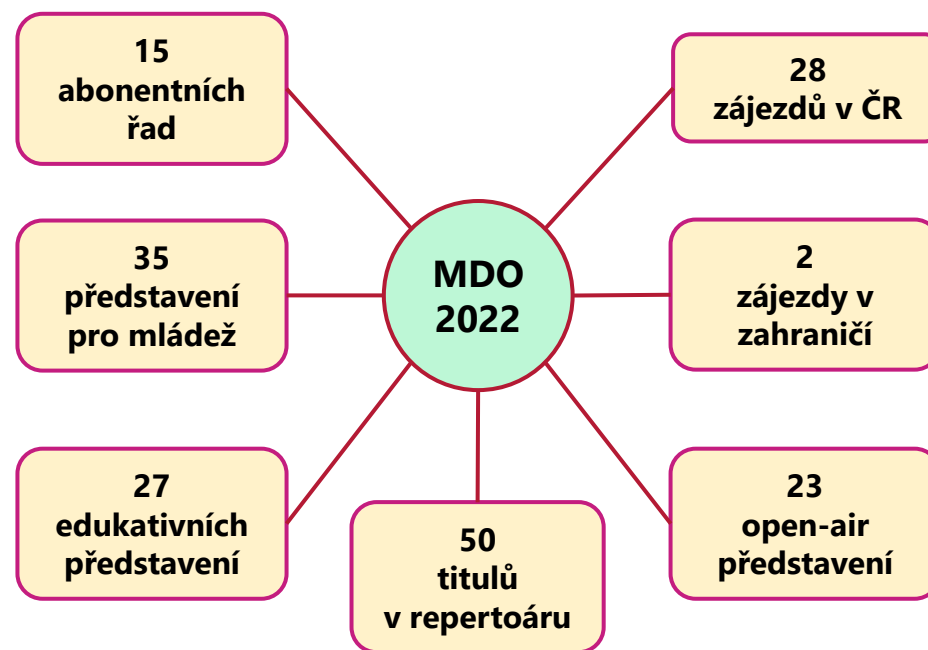 15
abonentních
řad
28
zájezdů v ČR
35
představení
pro mládež
MDO
2022
2
zájezdy v
zahraničí
27
edukativních
představení
50
titulů
v repertoáru
23
open-air
představení